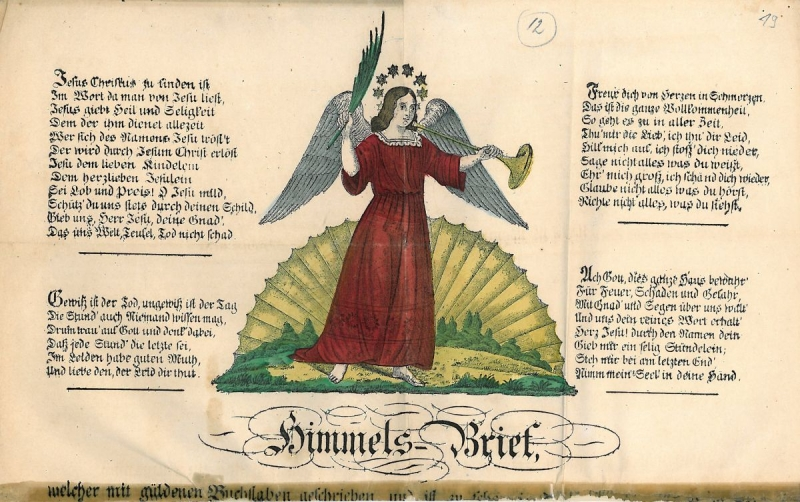 12
19
Jesus Christus zu finden ist
Im Wort da man von Jesu liest,
Jesus giebt Heil und Seligkeit
Dem der ihn dienet allezeit
Wer sich des Namens Jesu tröst't
Der wird durch Jesum Christ erlöst
Jesu dem lieben Kindelein
Dem herzlieben Jesulein
Sei Lob und Preis! O Jesu mild,
Schütz' du uns stets durch deinen Schild,
Gieb uns, Herr Jesu, deine Gnad'
Das uns Welt, Teufel, Tod nicht schad
Gewiß ist der Tod, ungewiß ist der Tag
Die Stund' auch Niemand wissen mag,
Drum trau' auf Gott und denk' dabei,
Daß jede Stund' die letzte sei,
Im Leiden habe guten Muth,
Und liebe den, der Leid dir thut.
Freu' dich von Herzen in Schmerzen
Das ist die ganze Vollkommenheit,
So geht es zu in aller Zeit,
Thu' mir die Lieb', ich thu' dir Leid,
Hilf mich auf, ich stoß' dich nieder,
Sage nicht alles was du weißt,
Ehr' mich groß, ich schänd dich wieder,
Glaube nicht alles was du hörst,
Richte nicht alles, was du siehst.
Ach Gott, dies ganze Haus bewahr'
Für Feuer, Schaden und Gefahr,
Mit Gnad' und Segen über uns walt'
Und uns dein reines Wort erhalt'
Herz Jesu! durch den Namen dein
Gieb mir ein selig Stündelein;
Steh mir bei am letzten End'
Nimm mein' Seel' in deine Hand.
Himmels-Brief,
welcher mit güldenen Buchstaben geschrieben, und ist zu